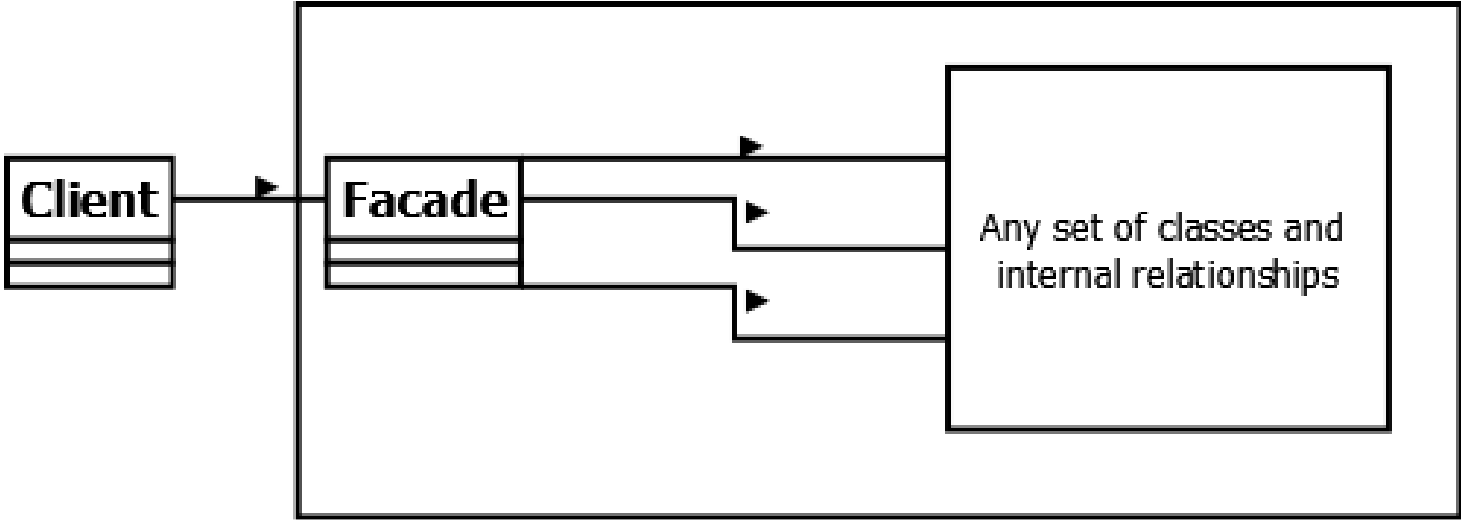 Client
Facade
Any set of classes and
internal relationships